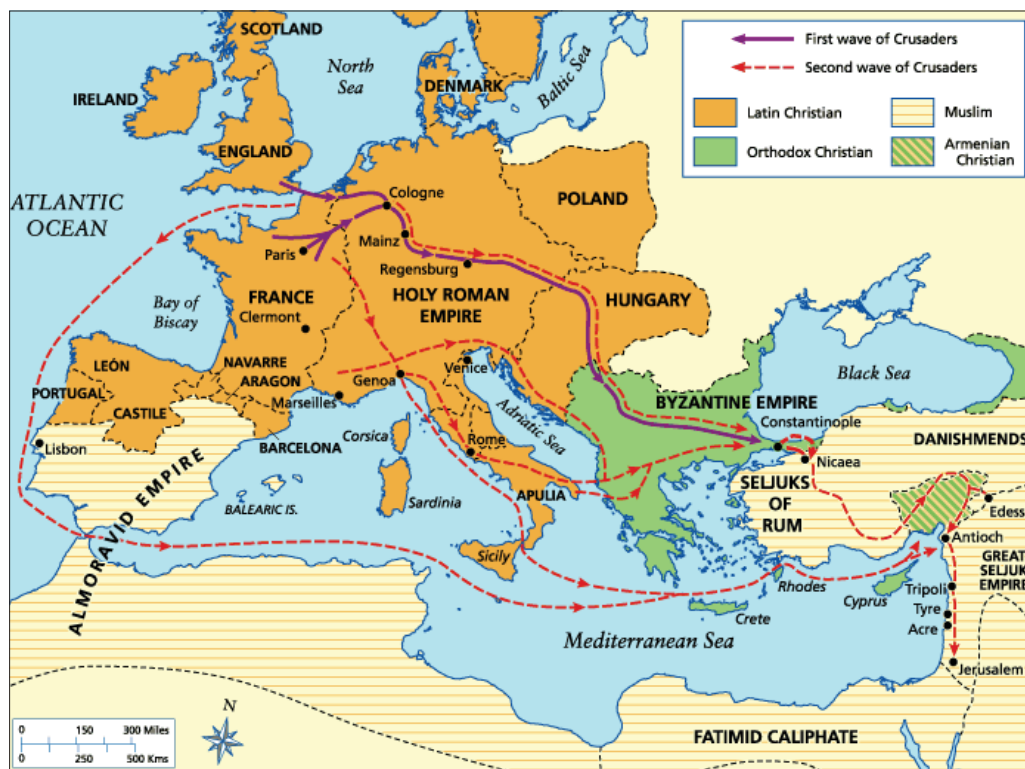 SCOTLAND
North
Sea
DENMARK
Baltic Sea
IRELAND
ENGLAND
First wave of Crusaders
Second wave of Crusaders
Latin Christian
Muslim
Orthodox Christian
Armenian
Christian
ATLANTIC
OCEAN
Cologne
POLAND
Paris
Mainz
Regensburg
Bay of
Biscay
FRANCE
Clermont
HOLY ROMAN
EMPIRE
HUNGARY
LEÓN
NAVARRE
ARAGON
PORTUGAL
CASTILE
Genoa
Venice
Marseilles
Black Sea
BYZANTINE EMPIRE
Constantinople
Adriatic Sea
Lisbon
BARCELONA
Corsica
Rome
DANISHMENDS
Nicaea
ALMORAVID EMPIRE
BALEARIC IS.
Sardinia
APULIA
SELJUKS
OF
RUM
Edess
Antioch
Sicily
GREAT
SELJUK
EMPIRE
Rhodes
Cyprus
Tripoli
Crete
Tyre
Acre
Mediterranean Sea
Jerusalem
N
0 150 300 Miles
0 250 500 Kms
FATIMID CALIPHATE